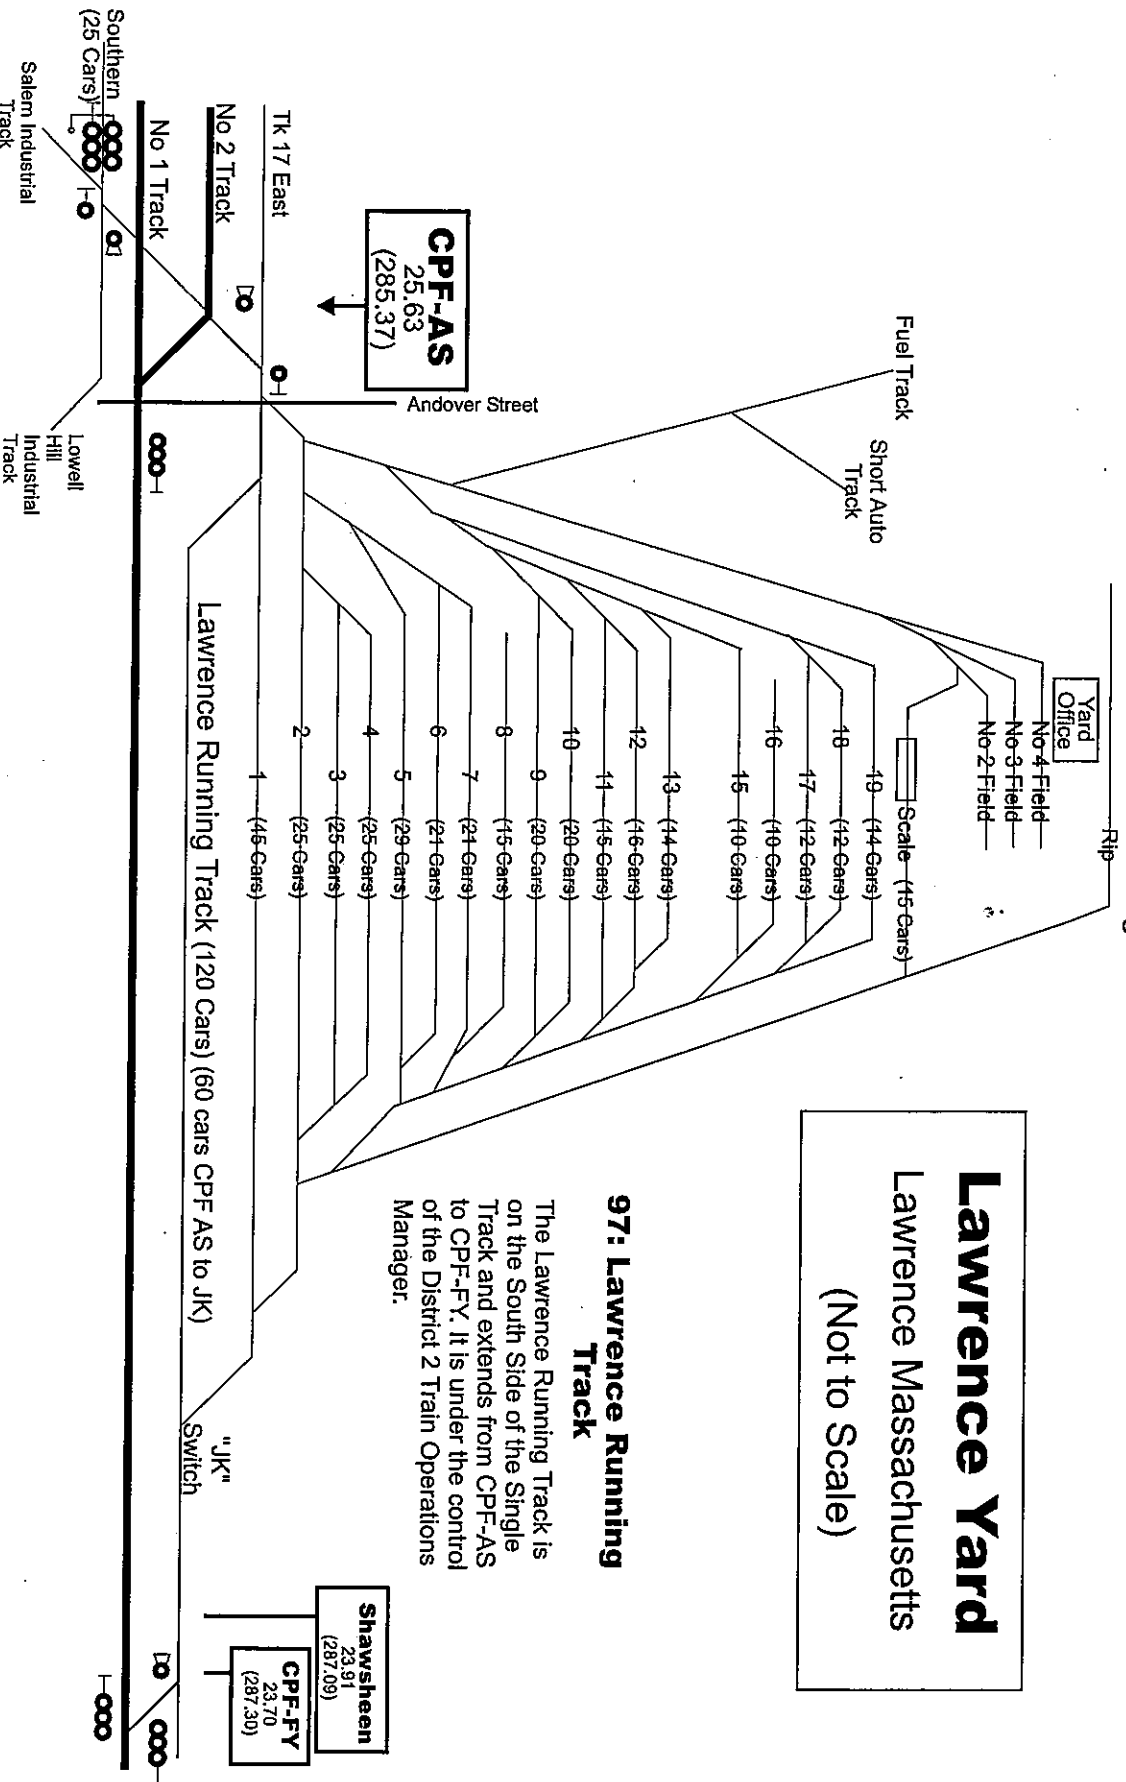 Lawrence Yard
Lawrence Massachusetts
(Not to Scale)
Rip
Yard
Office
No 4 Field
No 3 Field
No 2 Field
Scale (15 Cars)
Fuel Track
Short Auto
Track
19 (14 Cars)
18 (12 Cars)
17 (12 Cars)
16 (10 Cars)
15 (10 Cars)
13 (14 Cars)
12 (16 Cars)
11 (15 Cars)
10 (20 Cars)
9 (20 Cars)
8 (15 Cars)
7 (21 Cars)
6 (21 Cars)
5 (29 Cars)
4 (25 Cars)
3 (25 Cars)
2 (25 Cars)
1 (45 Cars)
Lawrence Running Track (120 Cars) (60 cars CPF AS to JK)
97: Lawrence Running
Track
The Lawrence Running Track is
on the South Side of the Single
Track and extends from CPF-AS
to CPF-FY. It is under the control
of the District 2 Train Operations
Manager.
CPF-AS
25.63
(285.37)
Andover Street
Tk 17 East
No 2 Track
No 1 Track
Southern
(25 Cars)
Salem Industrial
Track
Lowell
Hill
Industrial
Track
"JK"
Switch
Shawsheen
23.91
(287.09)
CPF-FY
23.70
(287.30)